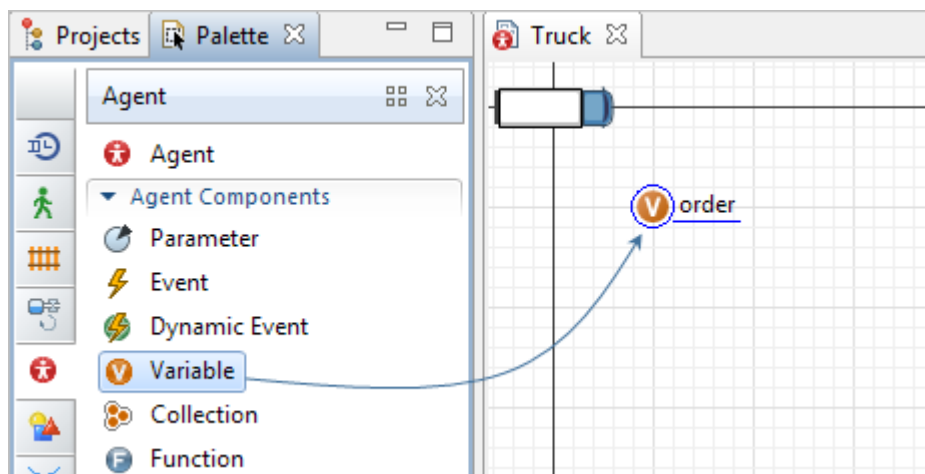 Projects Palette
Truck
Agent
Agent
Agent Components
Parameter
Event
Dynamic Event
V Variable
Collection
F Function
V order